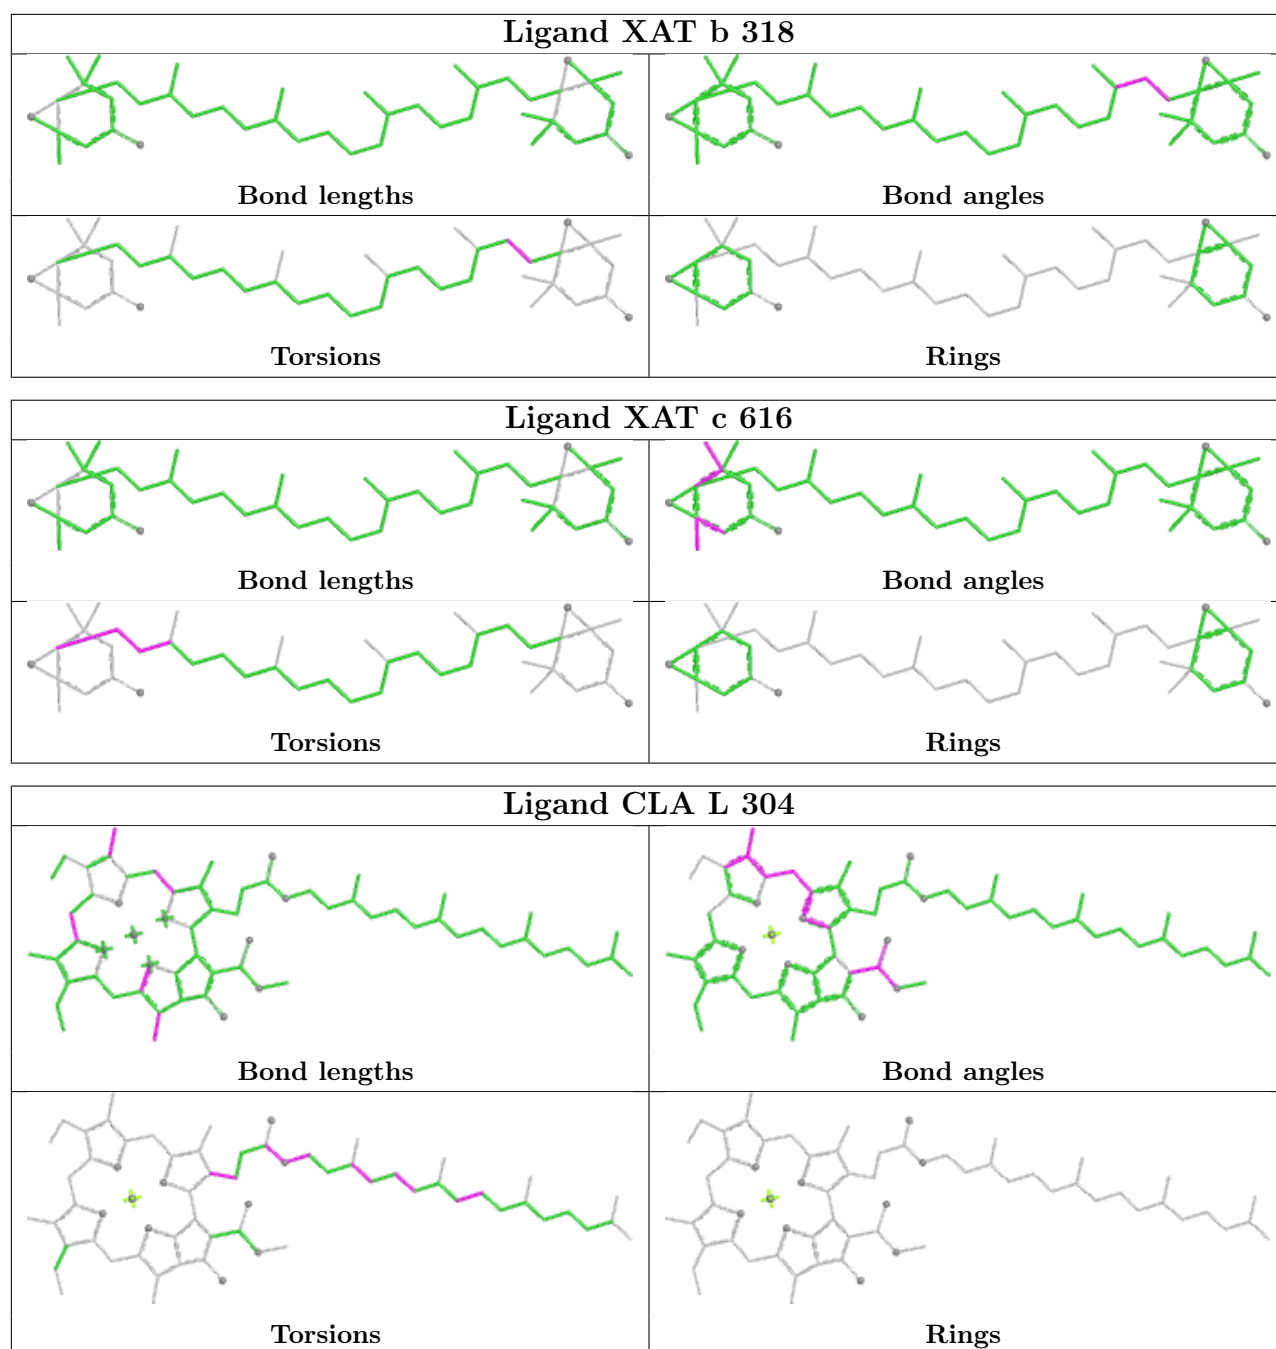 Ligand XAT b 318
Bond lengths
Bond angles
Torsions
Rings
Ligand XAT c 616
Bond lengths
Bond angles
Torsions
Rings
Ligand CLA L 304
Bond lengths
Bond angles
Torsions
Rings